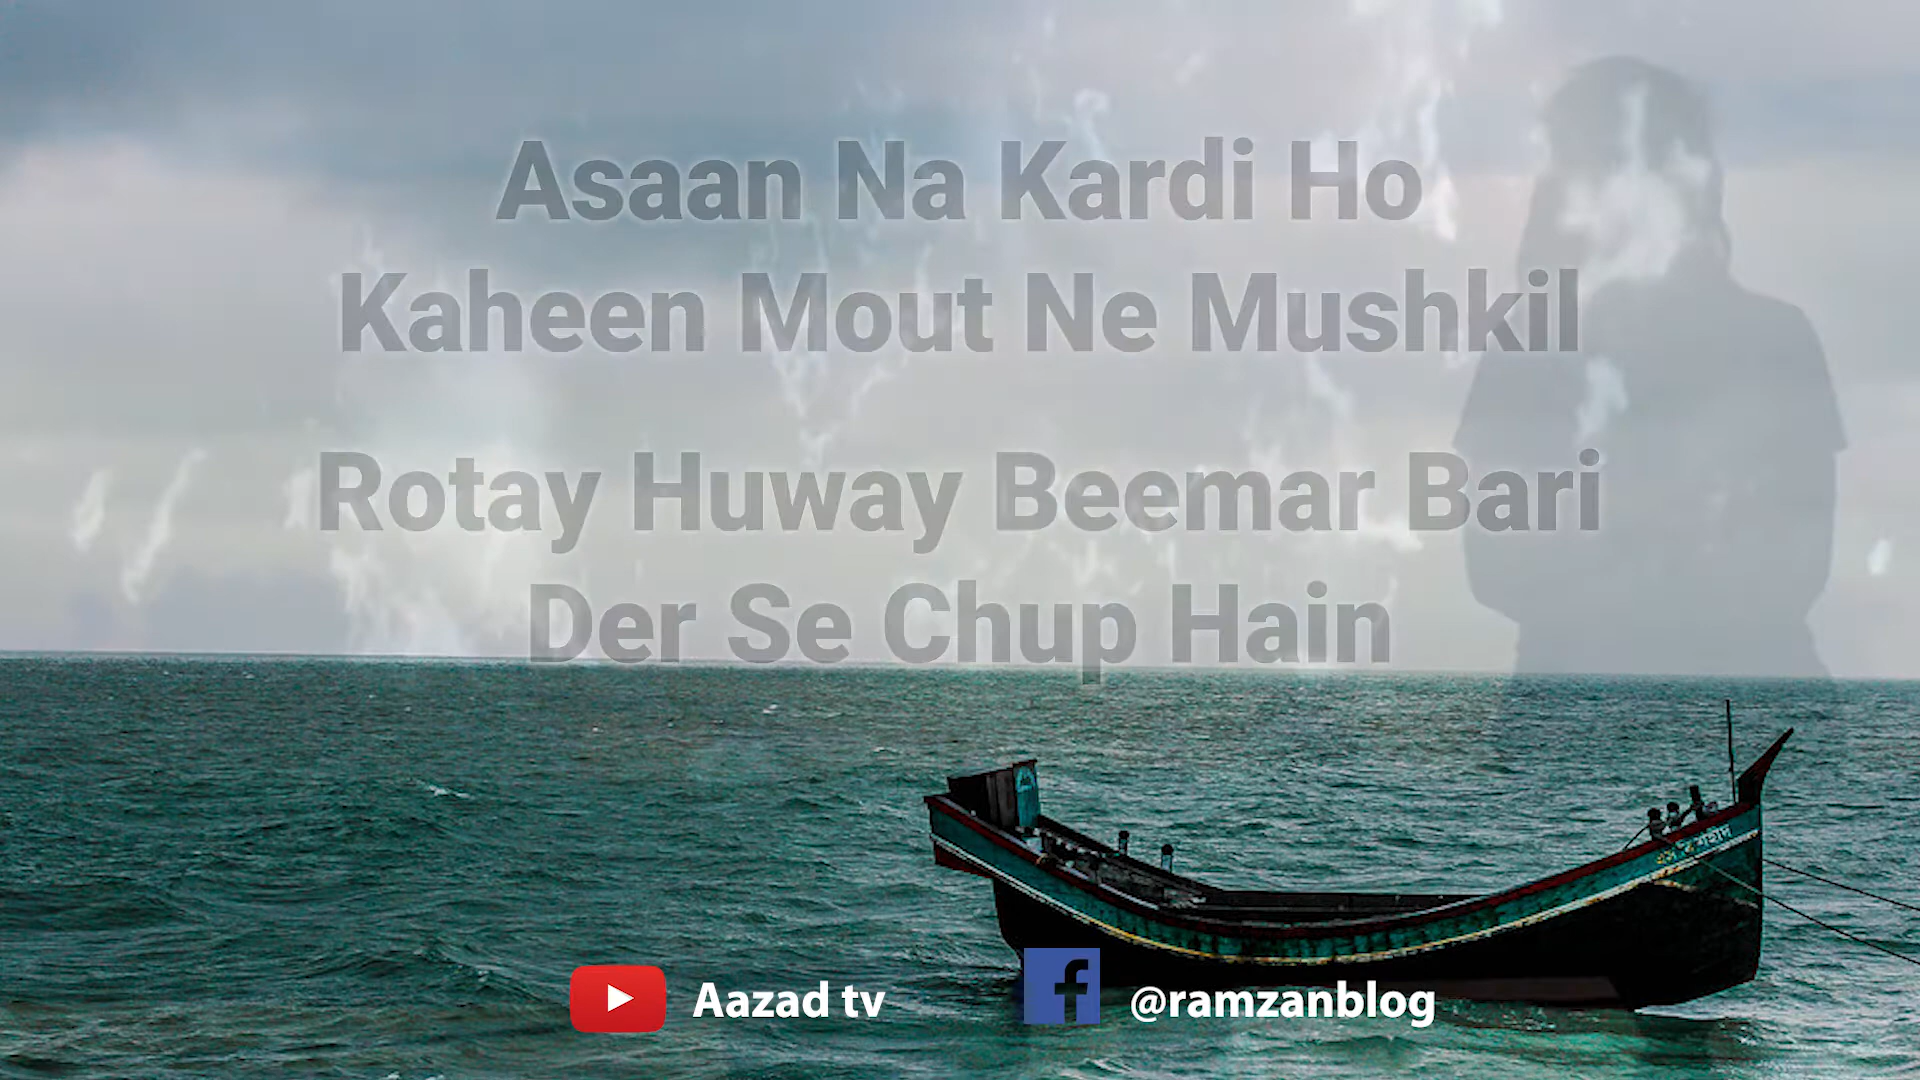 Asaan Na Kardi Ho
Kaheen Mout Ne Mushkil
Rotay Huway Beemar Bari
Der Se Chup Hain
Aazad tv
@ramzanblog